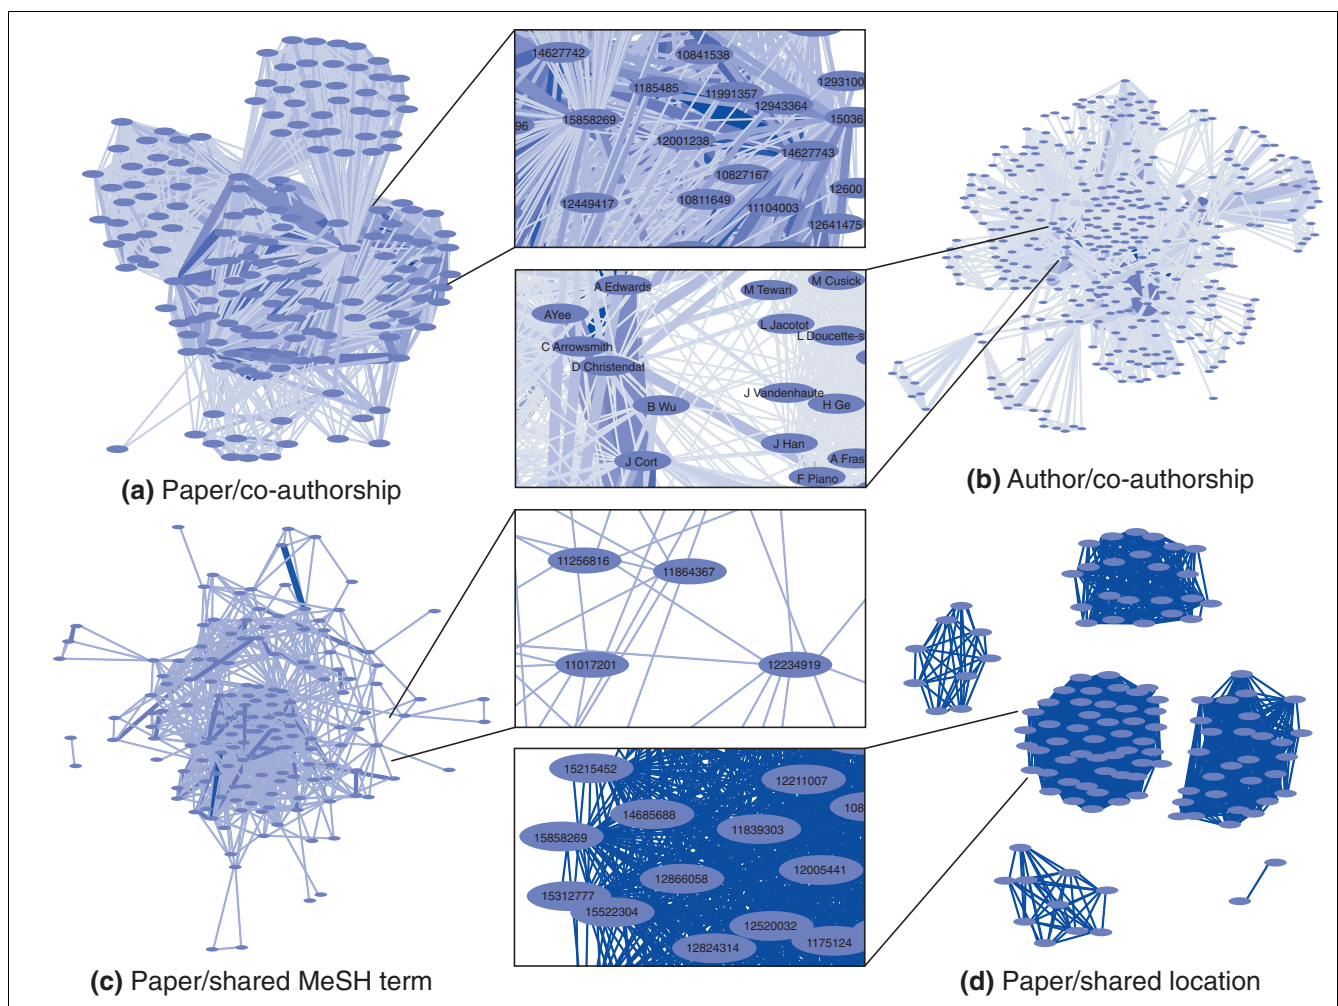 14627742
10841538
1293100
1185485
11991357
12943364
96
15858269
15036
12001238
14627743
10827167
12600
12449417
10811649
11104003
12641475
A Edwards
M Tewari
M Cusick
AYee
L Jacotot
L Doucette-s
C Arrowsmith
D Christendat
J Vandenhaute
H Ge
B Wu
J Han
J Cort
A Fras
F Piano
(a) Paper/co-authorship
(b) Author/co-authorship
11256816
11864367
11017201
12234919
15215452
12211007
14685688
108
11839303
15858269
12005441
12866058
15312777
15522304
12520032
12824314
1175124
(c) Paper/shared MeSH term
(d) Paper/shared location